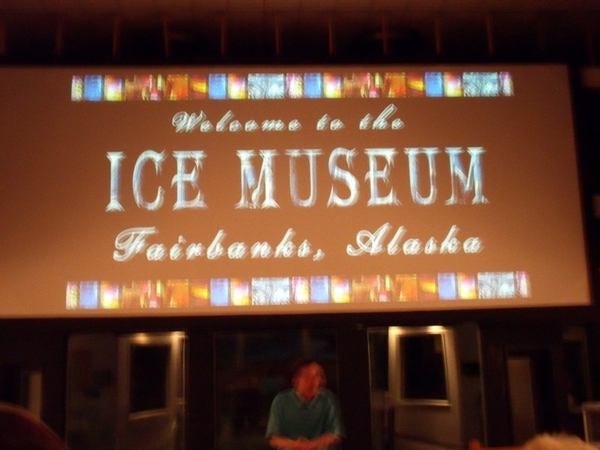 Welcome to the
ICE MUSEUM
Fairbanks, Alaska